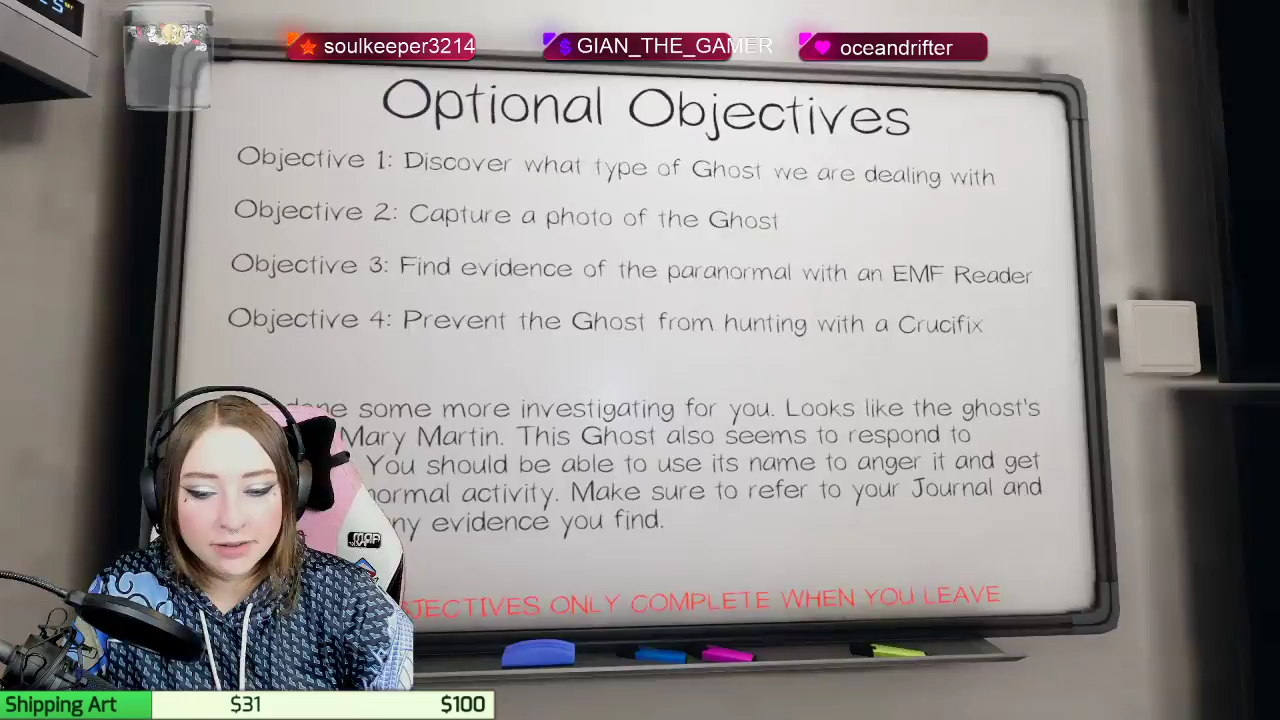 soulkeeper3214
GIAN_THE_GAMER
oceandrifter
Optional Objectives
Objective 1: Discover what type of Ghost we are dealing with
Objective 2: Capture a photo of the Ghost
Objective 3: Find evidence of the paranormal with an EMF Reader
Objective 4: Prevent the Ghost from hunting with a Crucifix
some more investigating for you. Looks like the ghost's
Mary Martin. This Ghost also seems to respond to
You should be able to use its name to anger it and get
activity. Make sure to refer to your Journal and
evidence you find.
ONLY COMPLETE WHEN YOU LEAVE
Shipping Art $31 $100